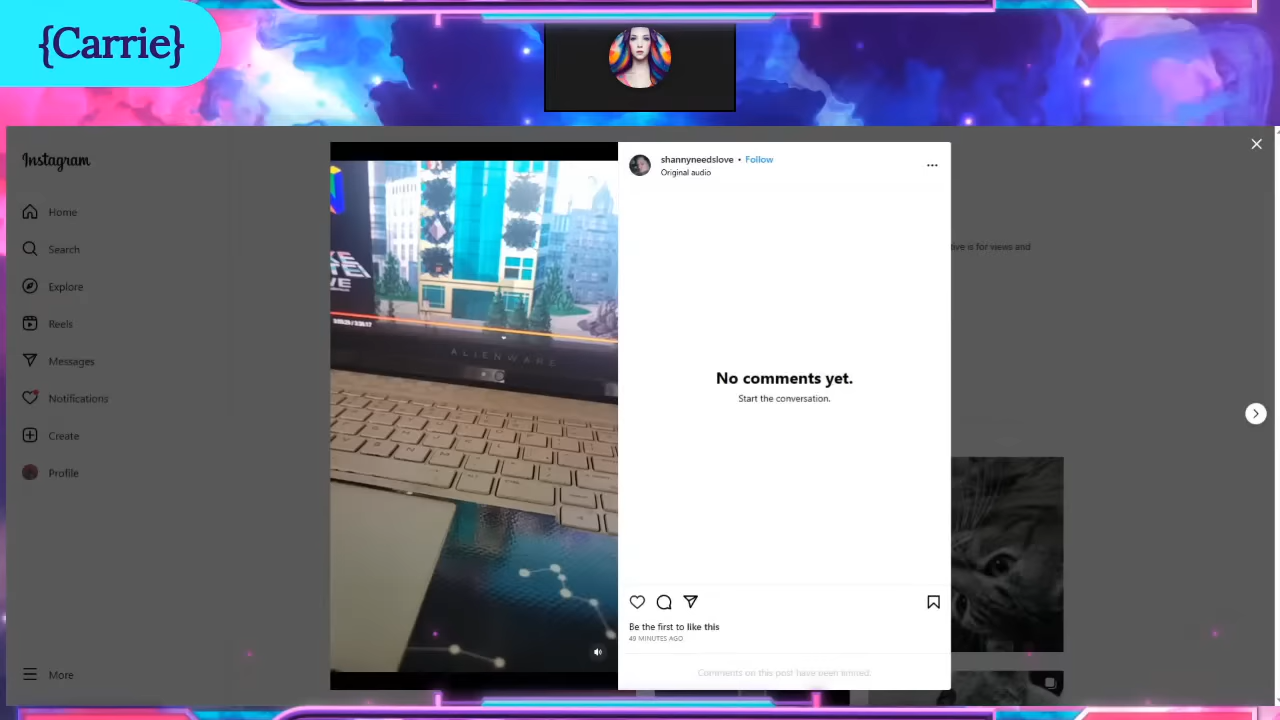 {Carrie}
Instagram
Home
Search
Explore
Reels
Messages
Notifications
Create
Profile
More
ALIENWARE
shannyneedslove • Follow
Original audio
No comments yet.
Start the conversation.
Be the first to like this
49 MINUTES AGO
Comments on this post have been limited.
tive is for views and